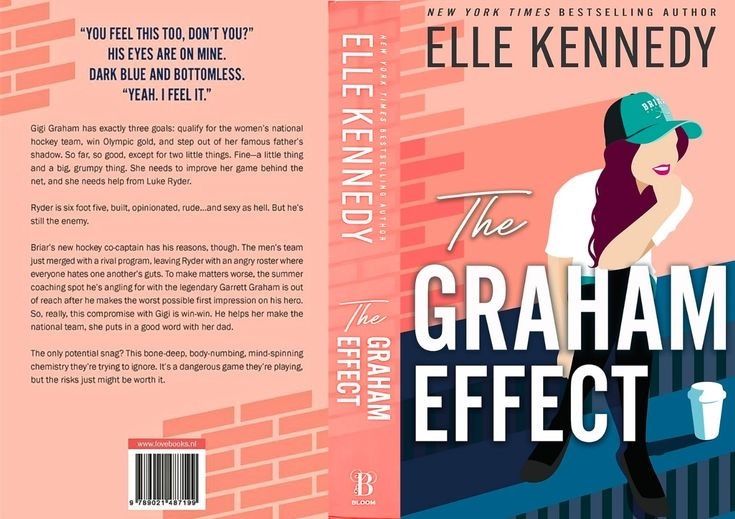 “YOU FEEL THIS TOO, DON’T YOU?”
HIS EYES ARE ON MINE.
DARK BLUE AND BOTTOMLESS.
“YEAH. I FEEL IT.”
Gigi Graham has exactly three goals: qualify for the women’s national
hockey team, win Olympic gold, and step out of her famous father’s
shadow. So far, so good, except for two little things. Fine—a little thing
and a big, grumpy thing. She needs to improve her game behind the
net, and she needs help from Luke Ryder.
Ryder is six foot five, built, opinionated, rude...and sexy as hell. But he’s
still the enemy.
Briar’s new hockey co-captain has his reasons, though. The men’s team
just merged with a rival program, leaving Ryder with an angry roster where
everyone hates one another’s guts. To make matters worse, the summer
coaching spot he’s angling for with the legendary Garrett Graham is out
of reach after he makes the worst possible first impression on his hero.
So, really, this compromise with Gigi is win-win. He helps her make the
national team, she puts in a good word with her dad.
The only potential snag? This bone-deep, body-numbing, mind-spinning
chemistry they’re trying to ignore. It’s a dangerous game they’re playing,
but the risks just might be worth it.
www.lovebooks.nl
9 789021 487199
NEW YORK TIMES BESTSELLING AUTHOR
ELLE KENNEDY
The
GRAHAM
EFFECT
B
BLOOM
NEW YORK TIMES BESTSELLING AUTHOR
ELLE KENNEDY
The
GRAHAM
EFFECT